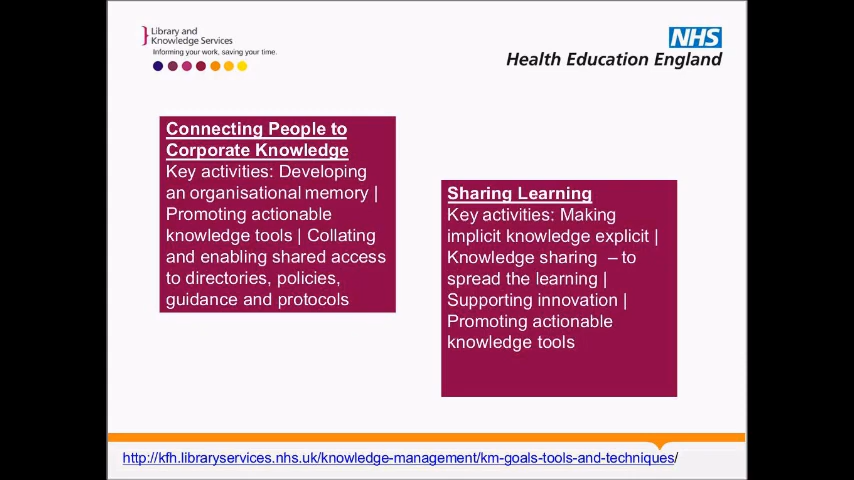 Library and
Knowledge Services
Informing your work, saving your time.
NHS
Health Education England
Connecting People to
Corporate Knowledge
Key activities: Developing
an organisational memory |
Promoting actionable
knowledge tools | Collating
and enabling shared access
to directories, policies,
guidance and protocols
Sharing Learning
Key activities: Making
implicit knowledge explicit |
Knowledge sharing – to
spread the learning |
Supporting innovation |
Promoting actionable
knowledge tools
http://kfh.libraryservices.nhs.uk/knowledge-management/km-goals-tools-and-techniques/